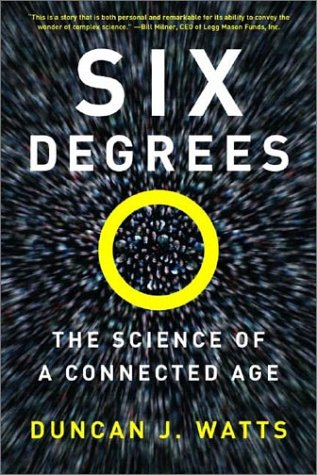 "This is a story that is both personal and remarkable for its ability to convey the
wonder of complex science." —Bill Milner, CEO of Legg Mason Funds, Inc.
SIX
DEGREES
THE SCIENCE OF
A CONNECTED AGE
DUNCAN J. WATTS